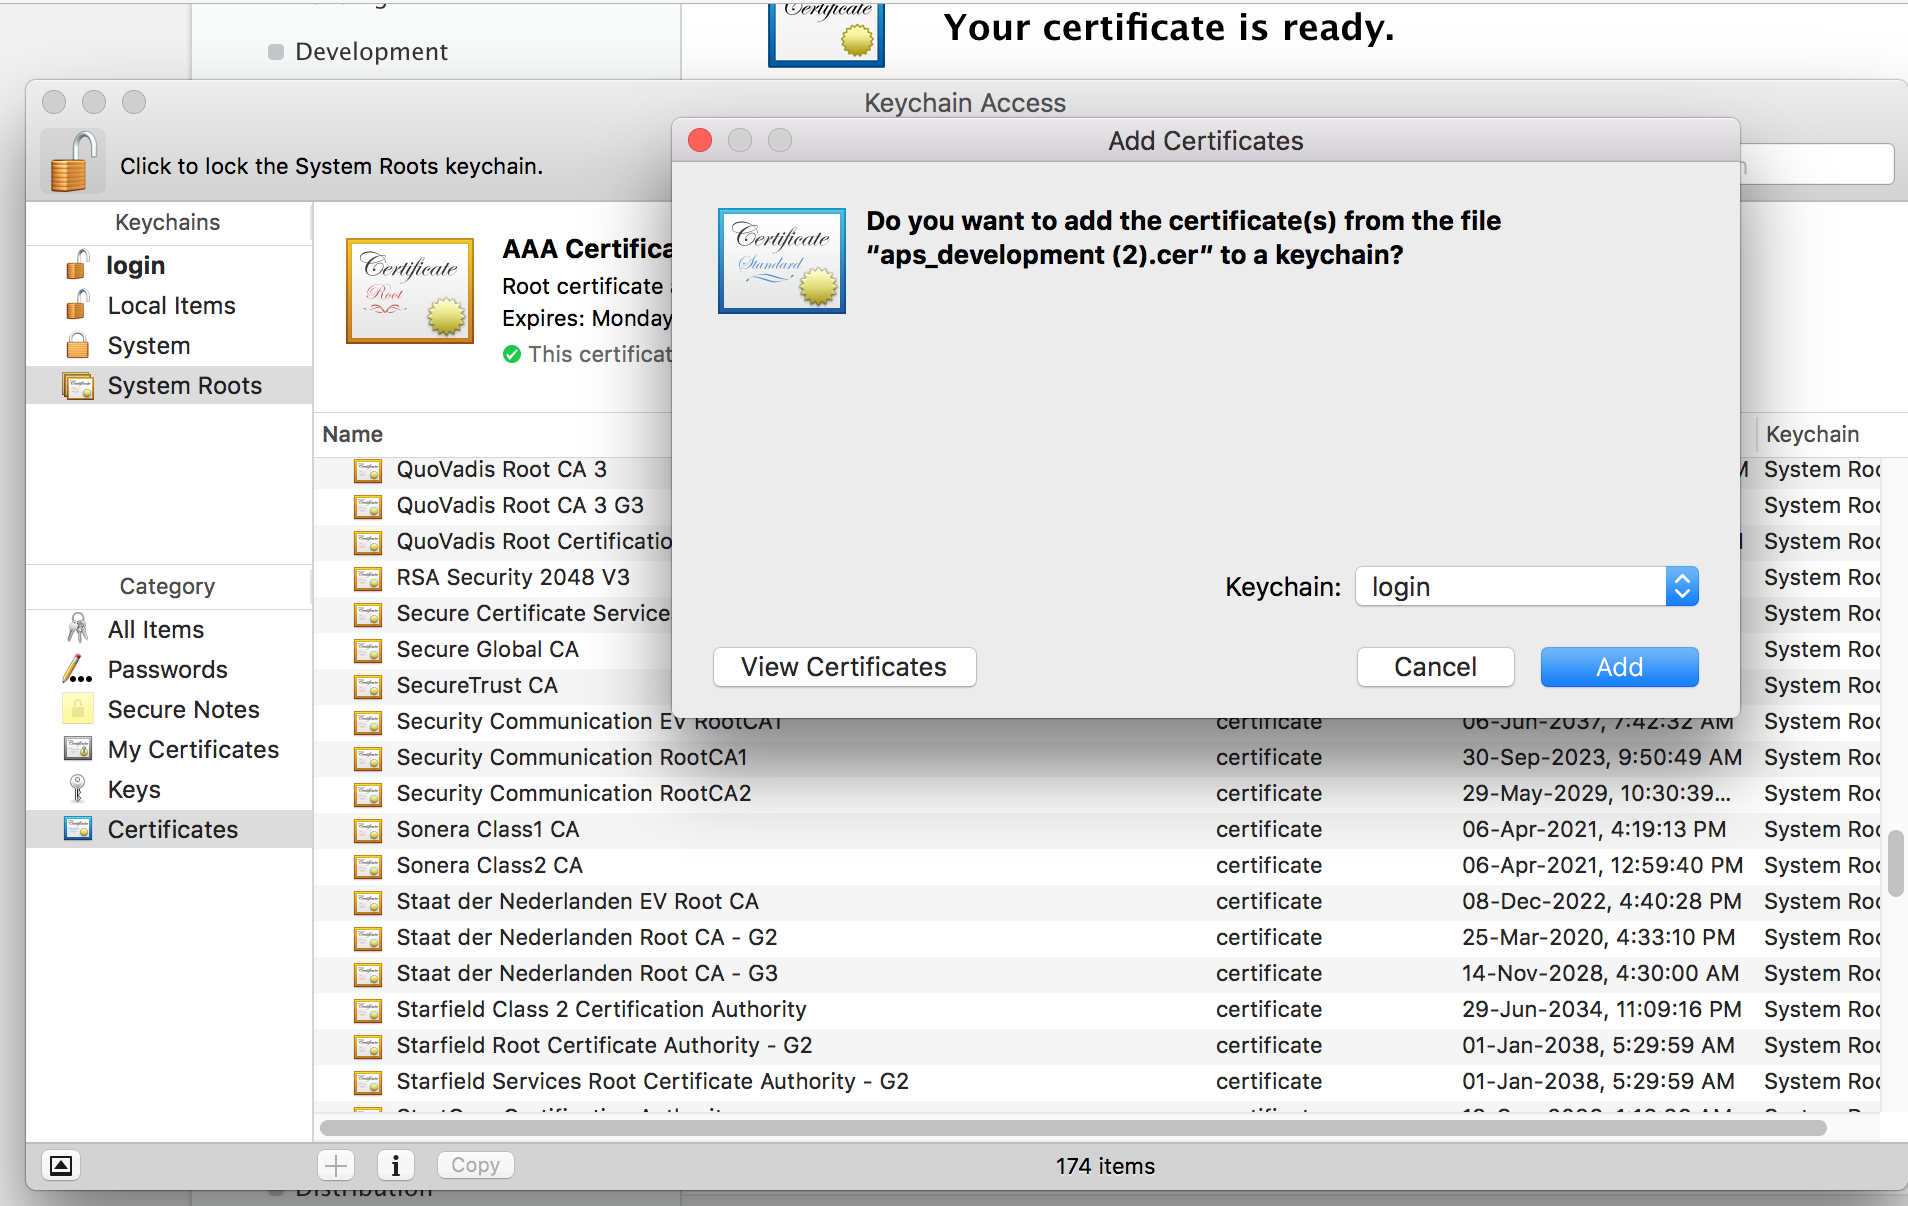 Certificate
Your certificate is ready.
Development
Keychain Access
Click to lock the System Roots keychain.
Add Certificates
Keychains
login
Local Items
System
System Roots
Certificate
Root
AAA Certifica
Root certificate
Expires: Monday
This certificat
Certificate
Standard
Do you want to add the certificate(s) from the file
“aps_development (2).cer” to a keychain?
Keychain: login
View Certificates
Cancel
Add
Category
All Items
Passwords
Secure Notes
My Certificates
Keys
Certificates
Name Keychain
QuoVadis Root CA 3 M System Roo
QuoVadis Root CA 3 G3 System Roo
QuoVadis Root Certificatio System Roo
RSA Security 2048 V3 System Roo
Secure Certificate Service System Roo
Secure Global CA System Roo
SecureTrust CA System Roo
Security Communication EV RootCA1 certificate 06-Jun-2037, 7:42:32 AM System Roo
Security Communication RootCA1 certificate 30-Sep-2023, 9:50:49 AM System Roo
Security Communication RootCA2 certificate 29-May-2029, 10:30:39... System Roo
Sonera Class1 CA certificate 06-Apr-2021, 4:19:13 PM System Roo
Sonera Class2 CA certificate 06-Apr-2021, 12:59:40 PM System Roo
Staat der Nederlanden EV Root CA certificate 08-Dec-2022, 4:40:28 PM System Roo
Staat der Nederlanden Root CA - G2 certificate 25-Mar-2020, 4:33:10 PM System Roo
Staat der Nederlanden Root CA - G3 certificate 14-Nov-2028, 4:30:00 AM System Roo
Starfield Class 2 Certification Authority certificate 29-Jun-2034, 11:09:16 PM System Roo
Starfield Root Certificate Authority - G2 certificate 01-Jan-2038, 5:29:59 AM System Roo
Starfield Services Root Certificate Authority - G2 certificate 01-Jan-2038, 5:29:59 AM System Roo
Copy
174 items
Distribution